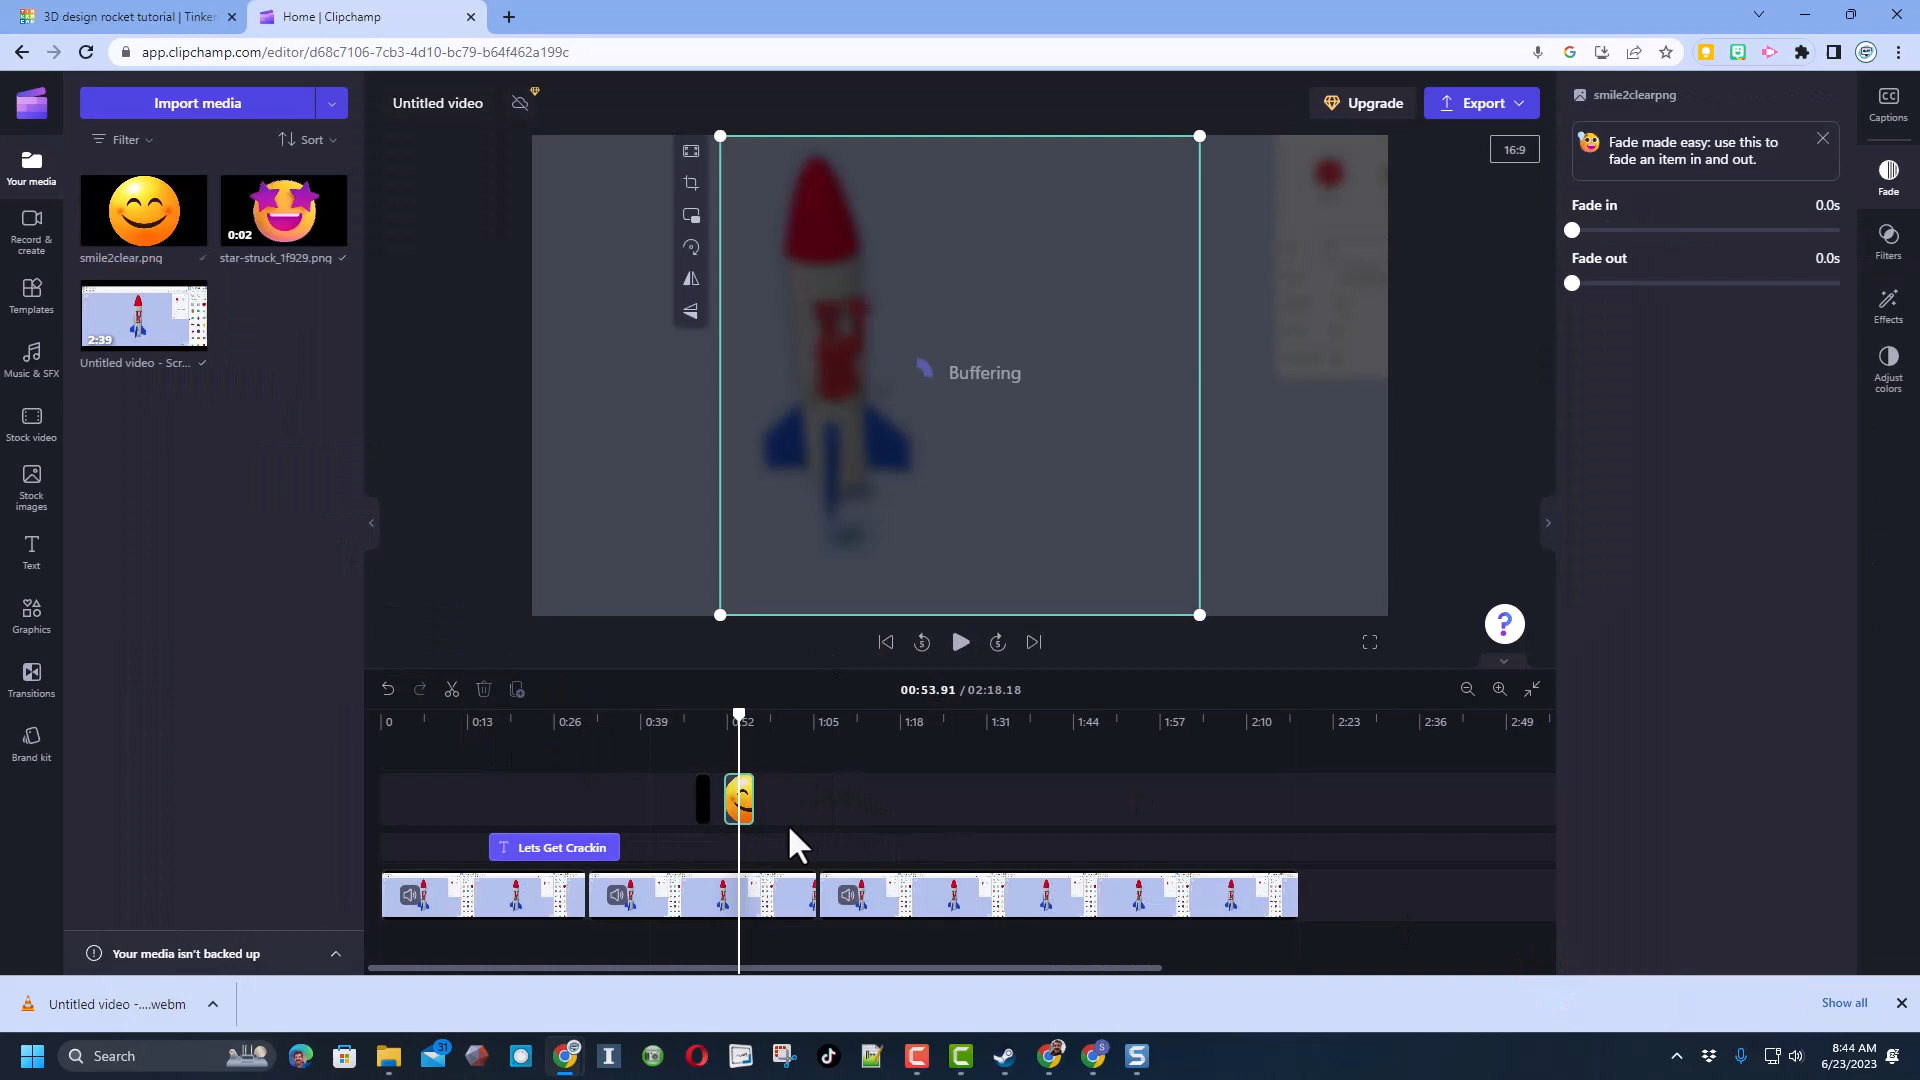 3D design rocket tutorial | Tinker
Home | Clipchamp
app.clipchamp.com/editor/d68c7106-7cb3-4d10-bc79-b64f462a199c
Import media
Untitled video
Upgrade
Export
smile2clearpng
CC
Captions
Filter
Sort
16:9
Fade made easy: use this to
fade an item in and out.
Your media
0:02
Fade
Fade in
0.0s
Record &
create
smile2clear.png
star-struck_1f929.png
Filters
Fade out
0.0s
Templates
Effects
2:39
Untitled video - Scr...
Music & SFX
Buffering
Adjust
colors
Stock video
Stock
images
Text
Graphics
5
5
?
Transitions
00:53.91 / 02:18.18
0
0:13
0:26
0:39
0:52
1:05
1:18
1:31
1:44
1:57
2:10
2:23
2:36
2:49
Brand kit
T Lets Get Crackin
Your media isn't backed up
Untitled video -....webm
Show all
Search
31
8:44 AM
6/23/2023